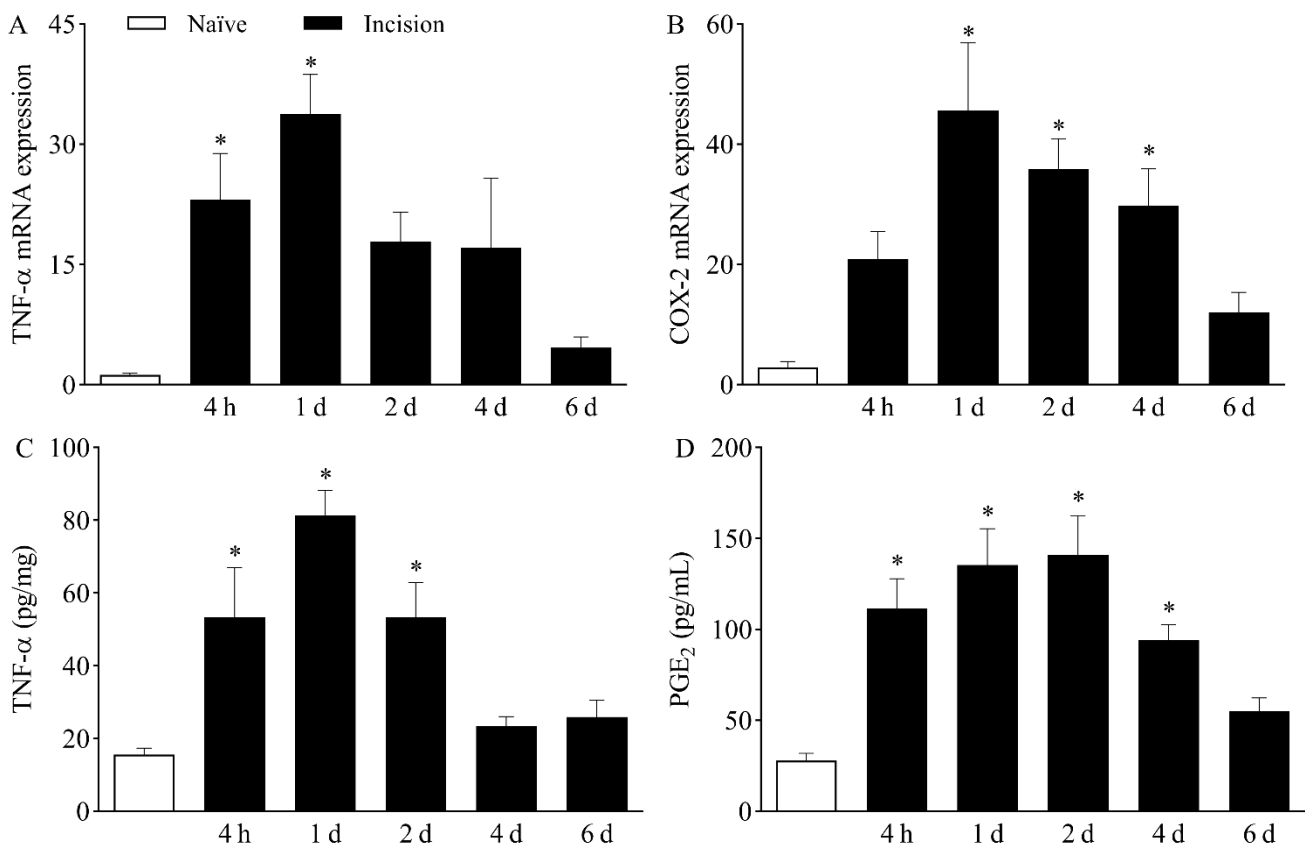 A
Naïve
Incision
TNF-α mRNA expression
45
30
15
0
*
*
4 h
1 d
2 d
4 d
6 d
B
COX-2 mRNA expression
60
40
20
0
*
*
*
4 h
1 d
2 d
4 d
6 d
C
TNF-α (pg/mg)
100
80
60
40
20
0
*
*
*
4 h
1 d
2 d
4 d
6 d
D
PGE₂ (pg/mL)
200
150
100
50
0
*
*
*
*
4 h
1 d
2 d
4 d
6 d